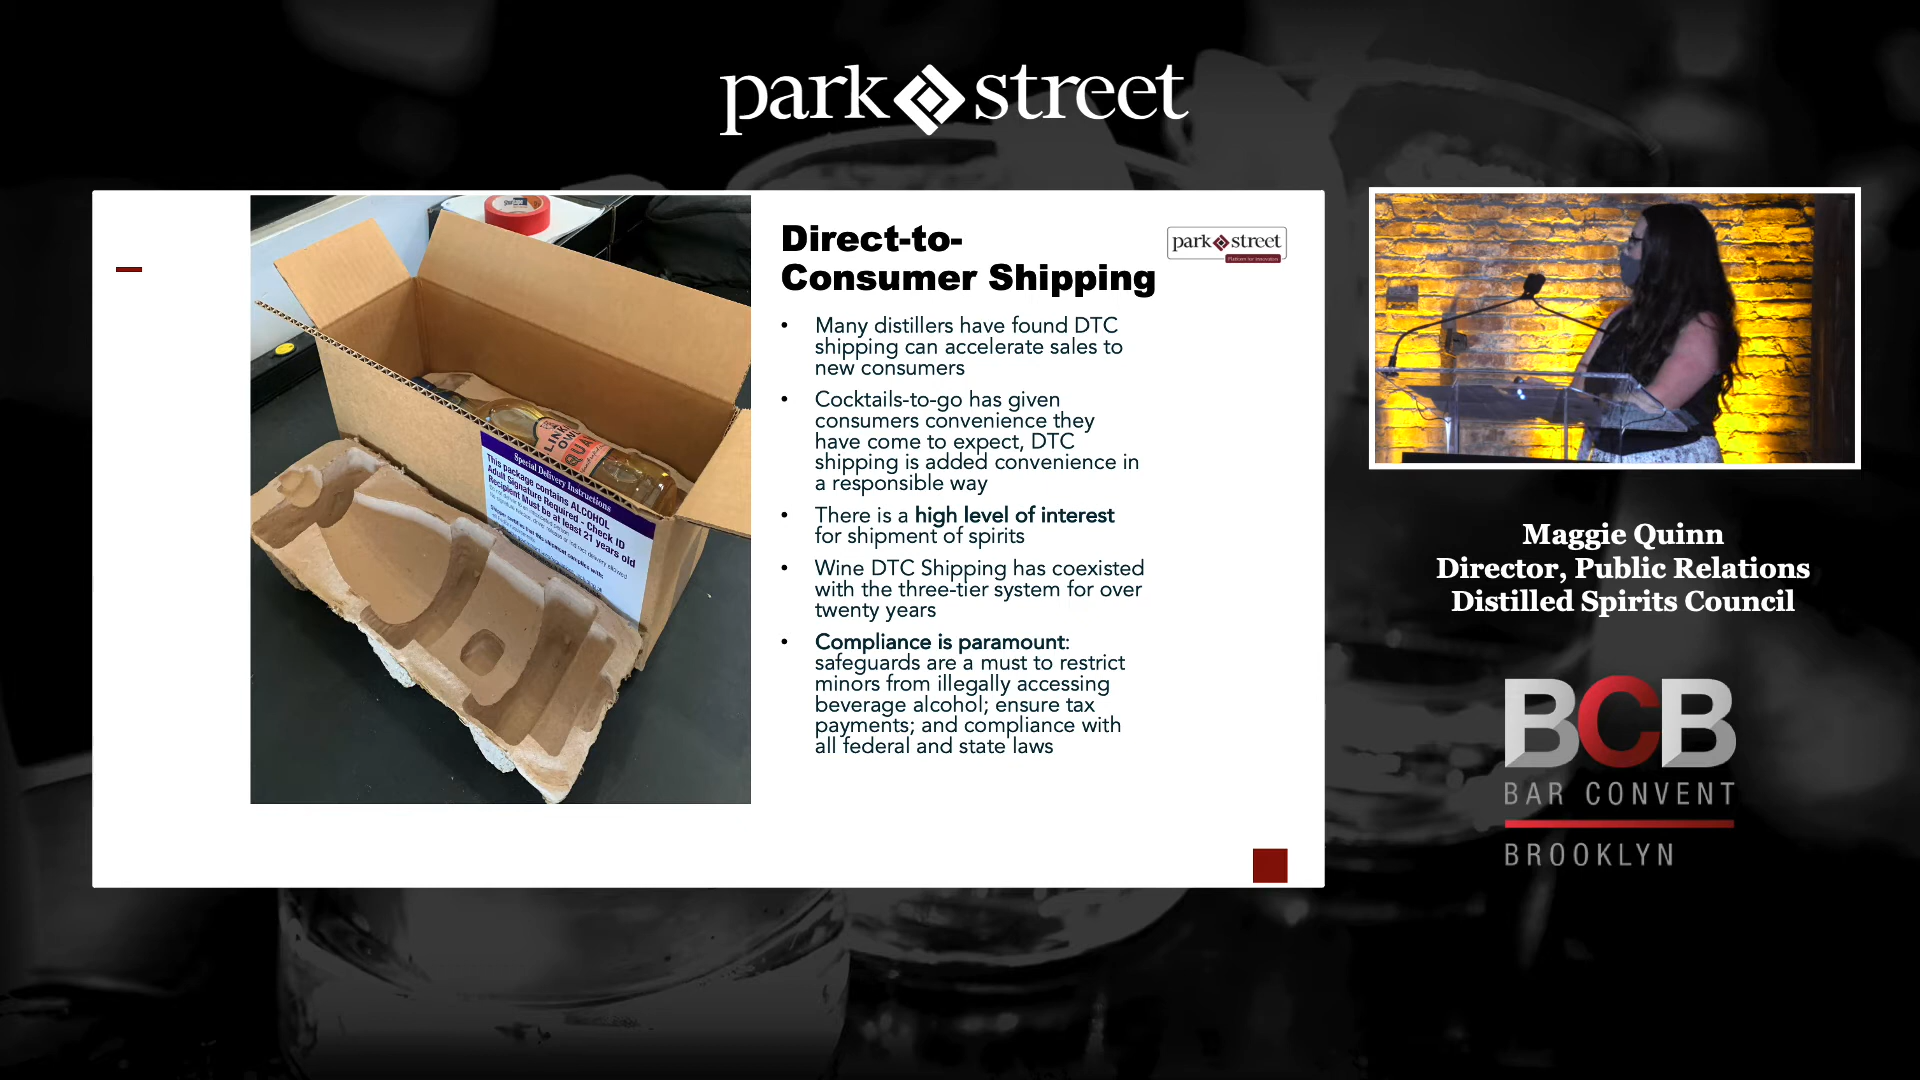 park street
Direct-to-
Consumer Shipping
park street
Platform for Innovation
• Many distillers have found DTC
shipping can accelerate sales to
new consumers
• Cocktails-to-go has given
consumers convenience they
have come to expect, DTC
shipping is added convenience in
a responsible way
• There is a high level of interest
for shipment of spirits
• Wine DTC Shipping has coexisted
with the three-tier system for over
twenty years
• Compliance is paramount:
safeguards are a must to restrict
minors from illegally accessing
beverage alcohol; ensure tax
payments; and compliance with
all federal and state laws
Special Delivery Instructions
This package contains ALCOHOL
Adult Signature Required - Check ID
Recipient Must be at least 21 years old
Maggie Quinn
Director, Public Relations
Distilled Spirits Council
BCB
BAR CONVENT
BROOKLYN